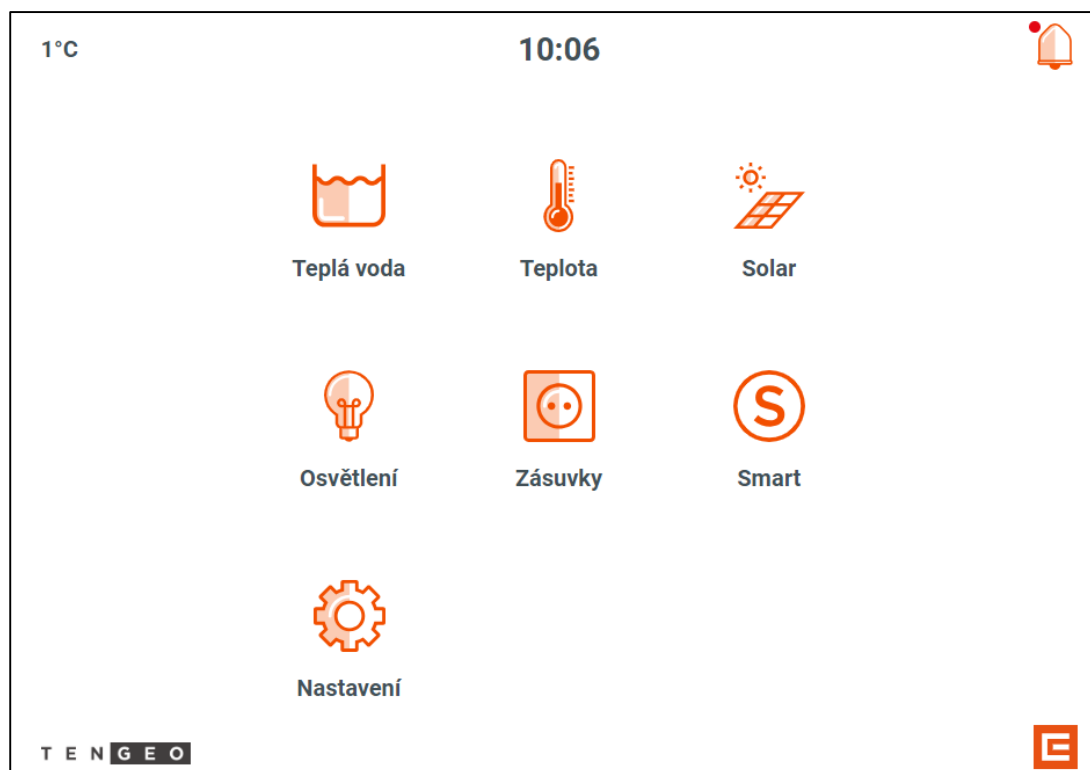 1°C 10:06
Teplá voda Teplota Solar
S
Osvětlení Zásuvky Smart
Nastavení
TENGEO